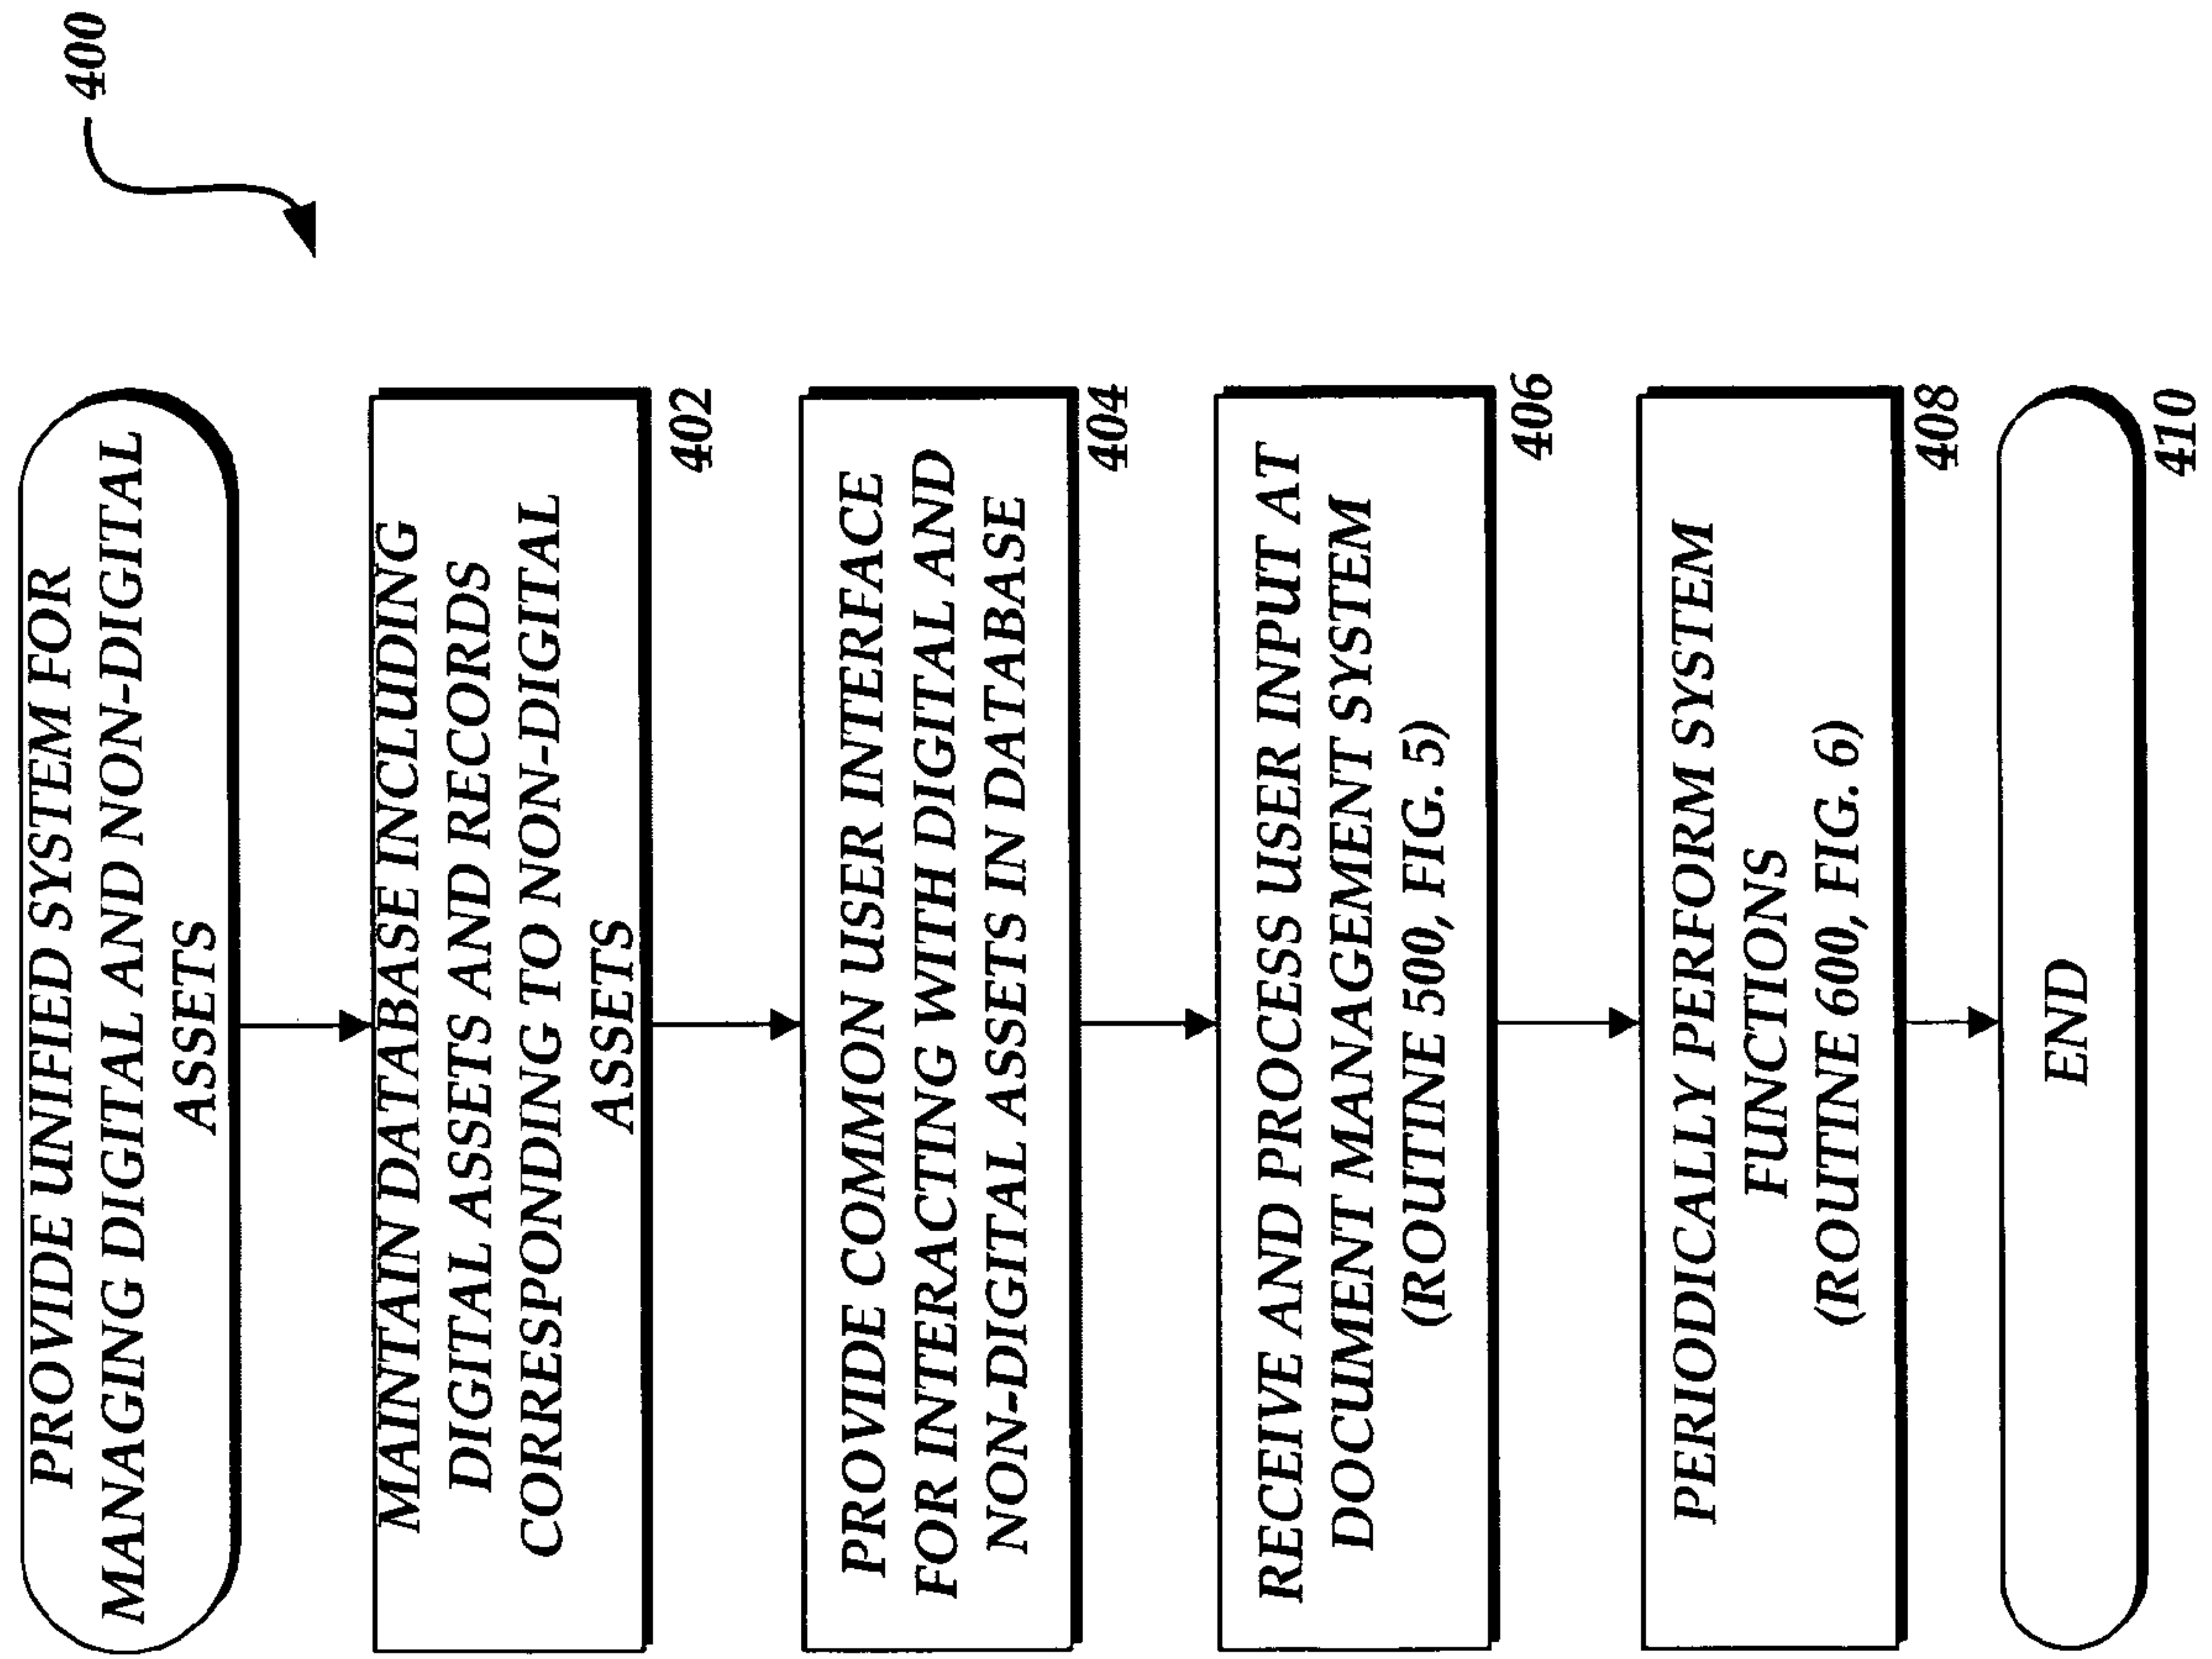 400
PROVIDE UNIFIED SYSTEM FOR
MANAGING DIGITAL AND NON-DIGITAL
ASSETS
MAINTAIN DATABASE INCLUDING
DIGITAL ASSETS AND RECORDS
CORRESPONDING TO NON-DIGITAL
ASSETS
402
PROVIDE COMMON USER INTERFACE
FOR INTERACTING WITH DIGITAL AND
NON-DIGITAL ASSETS IN DATABASE
404
RECEIVE AND PROCESS USER INPUT AT
DOCUMENT MANAGEMENT SYSTEM
(ROUTINE 500, FIG. 5)
406
PERIODICALLY PERFORM SYSTEM
FUNCTIONS
(ROUTINE 600, FIG. 6)
408
END
410